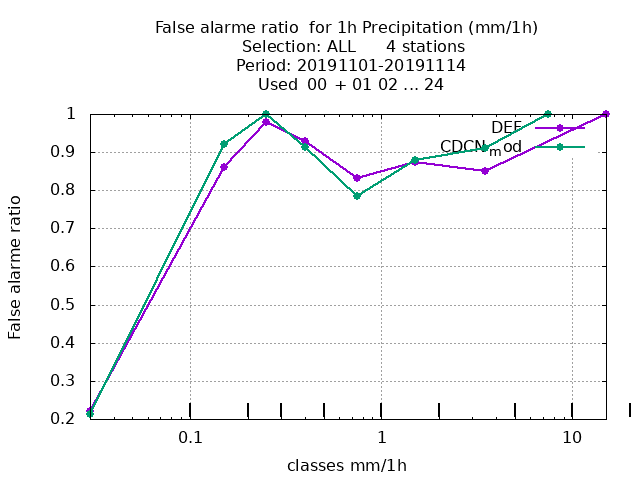 False alarme ratio  for 1h Precipitation (mm/1h)
Selection: ALL      4 stations
Period: 20191101-20191114
Used  00  + 01 02 ... 24
1
0.9
0.8
0.7
0.6
0.5
0.4
0.3
0.2
False alarme ratio
DEF
CDCNmod
0.1
1
10
classes mm/1h